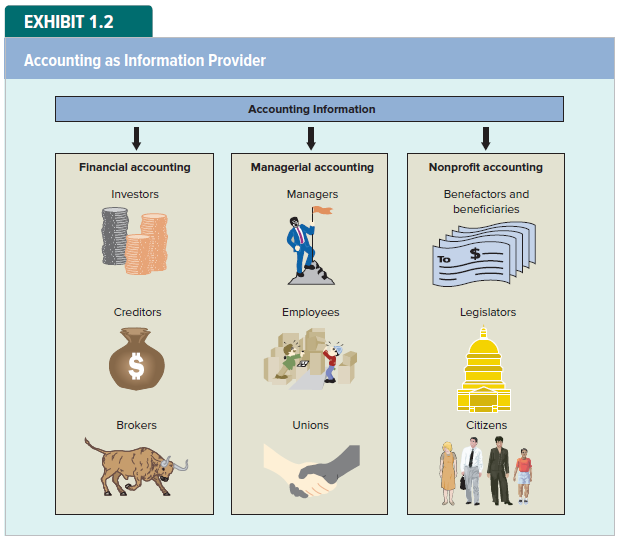 EXHIBIT 1.2
Accounting as Information Provider
Accounting Information
Financial accounting
Investors
Creditors
$
Brokers
Managerial accounting
Managers
Employees
Unions
Nonprofit accounting
Benefactors and
beneficiaries
To $
Legislators
Citizens